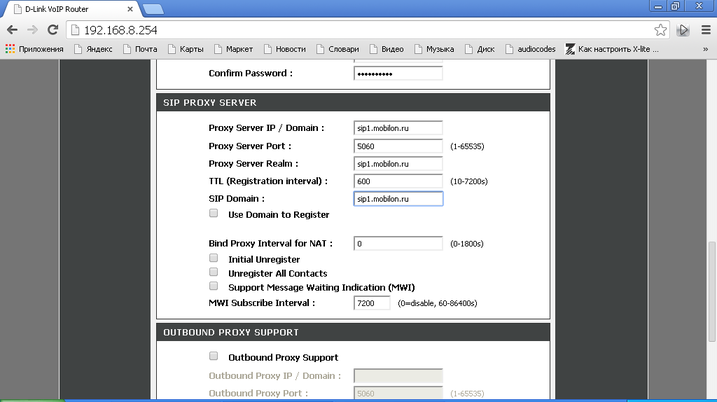 D-Link VoIP Router
192.168.8.254
Приложения Яндекс Почта Карты Маркет Новости Словари Видео Музыка Диск audiocodes Как настроить X-lite ... »
Confirm Password : ••••••••••
SIP PROXY SERVER
Proxy Server IP / Domain : sip1.mobilon.ru
Proxy Server Port : 5060 (1-65535)
Proxy Server Realm : sip1.mobilon.ru
TTL (Registration interval) : 600 (10-7200s)
SIP Domain : sip1.mobilon.ru
Use Domain to Register
Bind Proxy Interval for NAT : 0 (0-1800s)
Initial Unregister
Unregister All Contacts
Support Message Waiting Indication (MWI)
MWI Subscribe Interval : 7200 (0=disable, 60-86400s)
OUTBOUND PROXY SUPPORT
Outbound Proxy Support
Outbound Proxy IP / Domain :
Outbound Proxy Port : 5060 (1-65535)